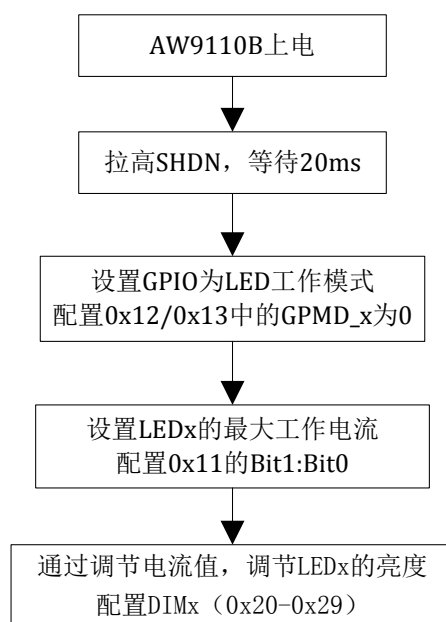 AW9110B上电
拉高SHDN，等待20ms
设置GPIO为LED工作模式
配置0x12/0x13中的GPMD_x为0
设置LEDx的最大工作电流
配置0x11的Bit1:Bit0
通过调节电流值，调节LEDx的亮度
配置DIMx（0x20-0x29）